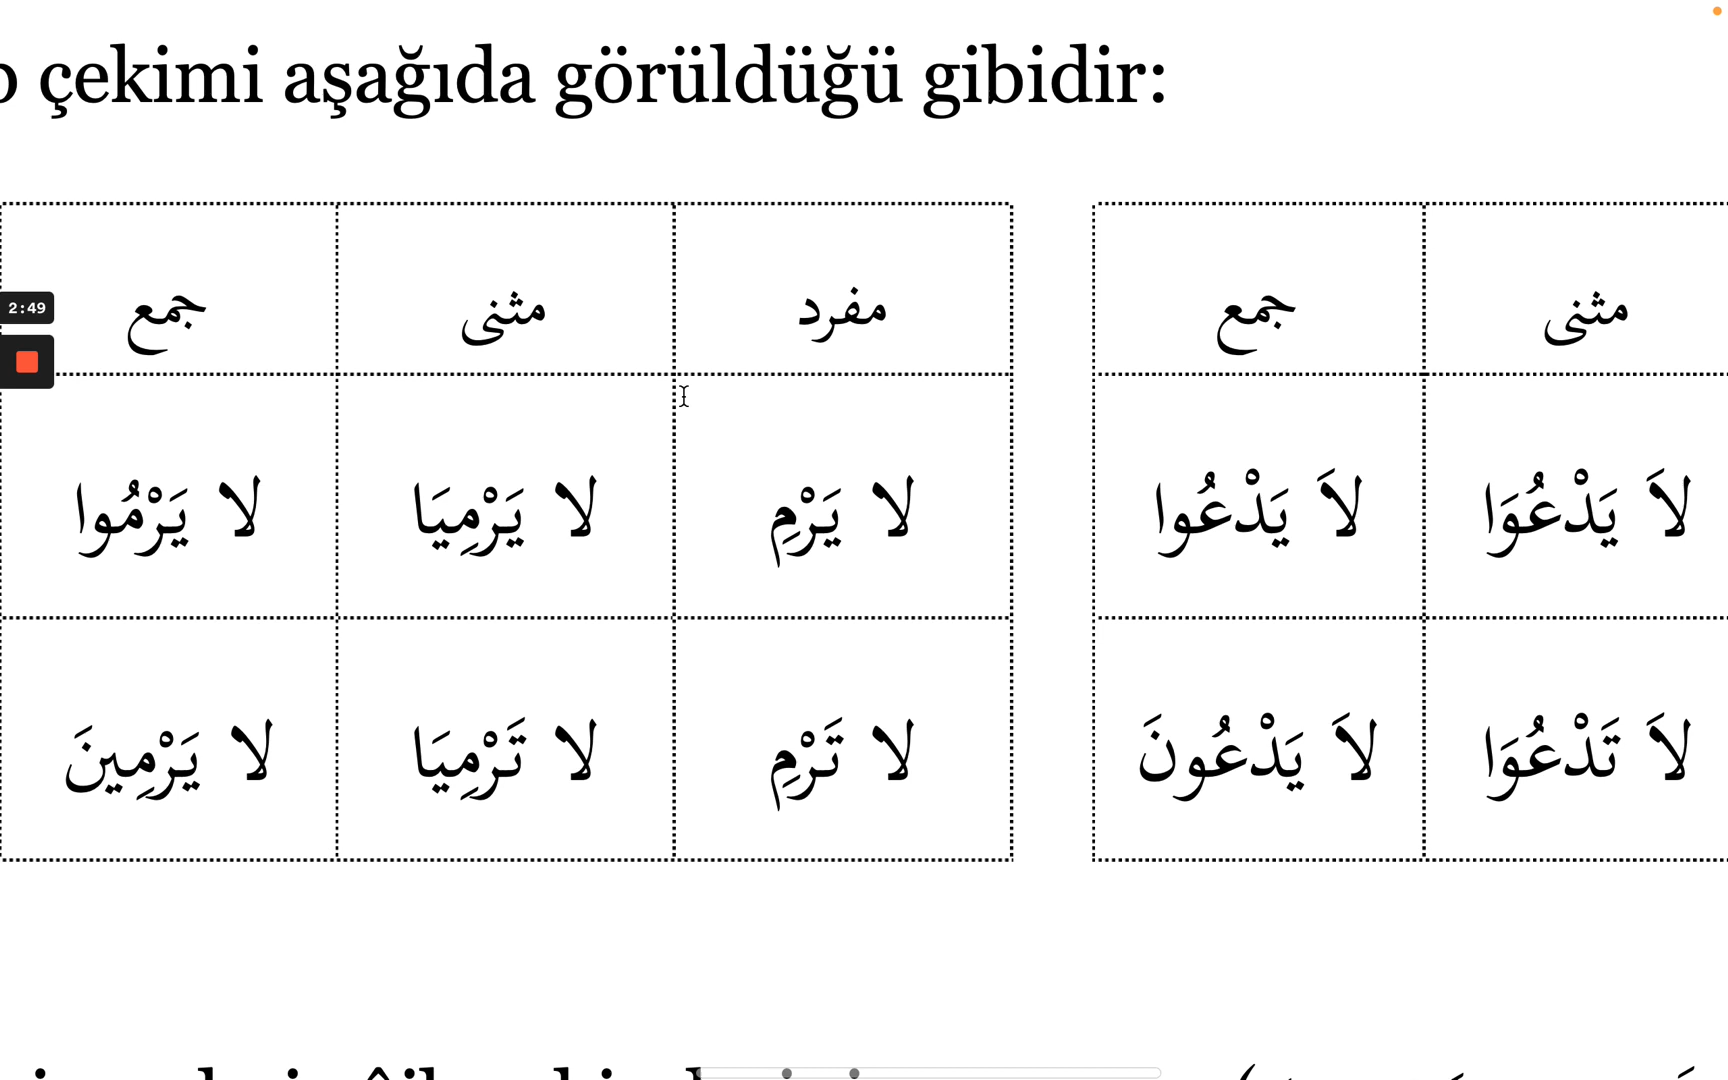 çekimi aşağıda görüldüğü gibidir:
مثنى جمع
لاَ يَدْعُوَا لاَ يَدْعُوا
لاَ تَدْعُوَا لاَ يَدْعُونَ
مفرد مثنى جمع
لا يَرْمِ لا يَرْمِيَا لا يَرْمُوا
لا تَرْمِ لا تَرْمِيَا لا يَرْمِينَ
2:49